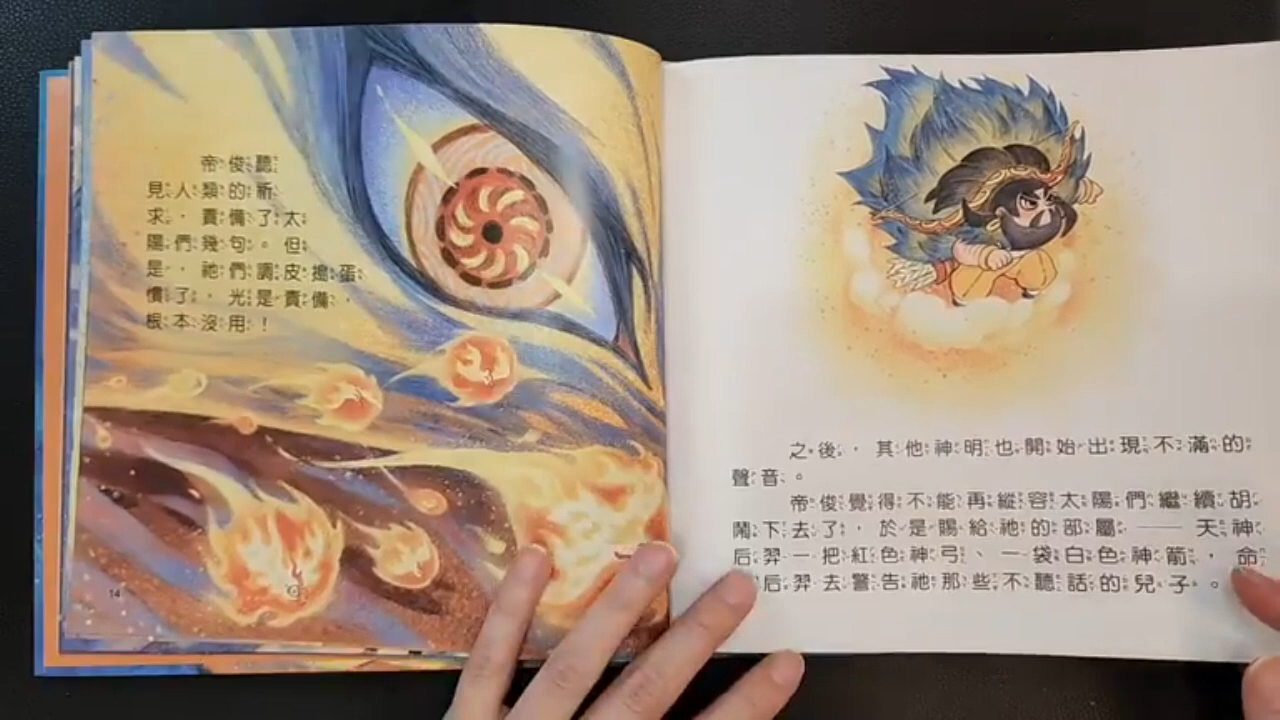 帝俊聽
見人類的祈
求，責備了太
陽們幾句。但
是，祂們調皮搗蛋
慣了，光是責備，
根本沒用！
14
之後，其他神明也開始出現不滿的
聲音。
帝俊覺得不能再縱容太陽們繼續胡
鬧下去了，於是賜給祂的部屬——天神
后羿一把紅色神弓、一袋白色神箭，命
后羿去警告祂那些不聽話的兒子。